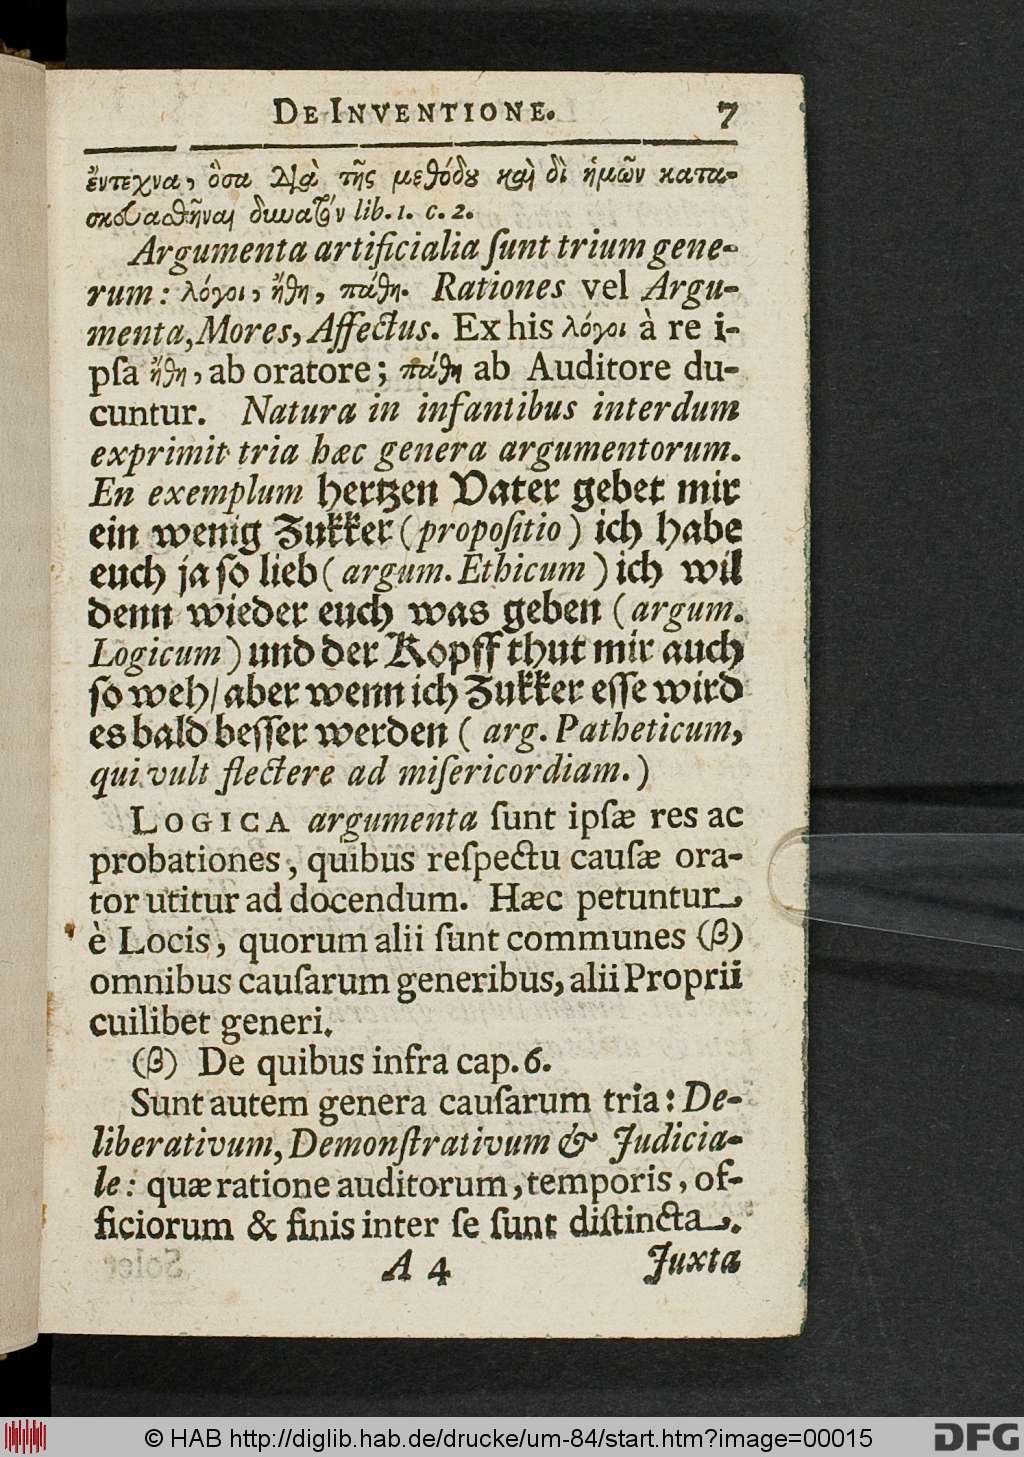 DE INVENTIONE. 7
ἔντεχνα, ὅσα διὰ τῆς μεθόδου καὶ δι ἡμῶν κατα-
σκευασθῆναι δυνατὸν lib. 1. c. 2.
Argumenta artificialia ſunt trium gene-
rum: λόγοι, ἤθη, πάθη. Rationes vel Argu-
menta, Mores, Affectus. Ex his λόγοι à re i-
pſa ἤθη, ab oratore; πάθη ab Auditore du-
cuntur. Natura in infantibus interdum
exprimit tria hæc genera argumentorum.
En exemplum hertzen Vater gebet mir
ein wenig Zukker (propoſitio) ich habe
euch ja ſo lieb (argum. Ethicum) ich wil
denn wieder euch was geben (argum.
Logicum) und der Kopff thut mir auch
ſo weh/ aber wenn ich Zukker eſſe wird
es bald beſſer werden (arg. Patheticum,
qui vult flectere ad miſericordiam.)
LOGICA argumenta ſunt ipſæ res ac
probationes, quibus reſpectu cauſæ ora-
tor utitur ad docendum. Hæc petuntur,
è Locis, quorum alii ſunt communes (β)
omnibus cauſarum generibus, alii Proprii
cuilibet generi.
(β) De quibus infra cap. 6.
Sunt autem genera cauſarum tria: De-
liberativum, Demonſtrativum & Judicia-
le: quæ ratione auditorum, temporis, of-
ficiorum & finis inter ſe ſunt diſtincta.
A 4 Juxta
© HAB http://diglib.hab.de/drucke/um-84/start.htm?image=00015 DFG